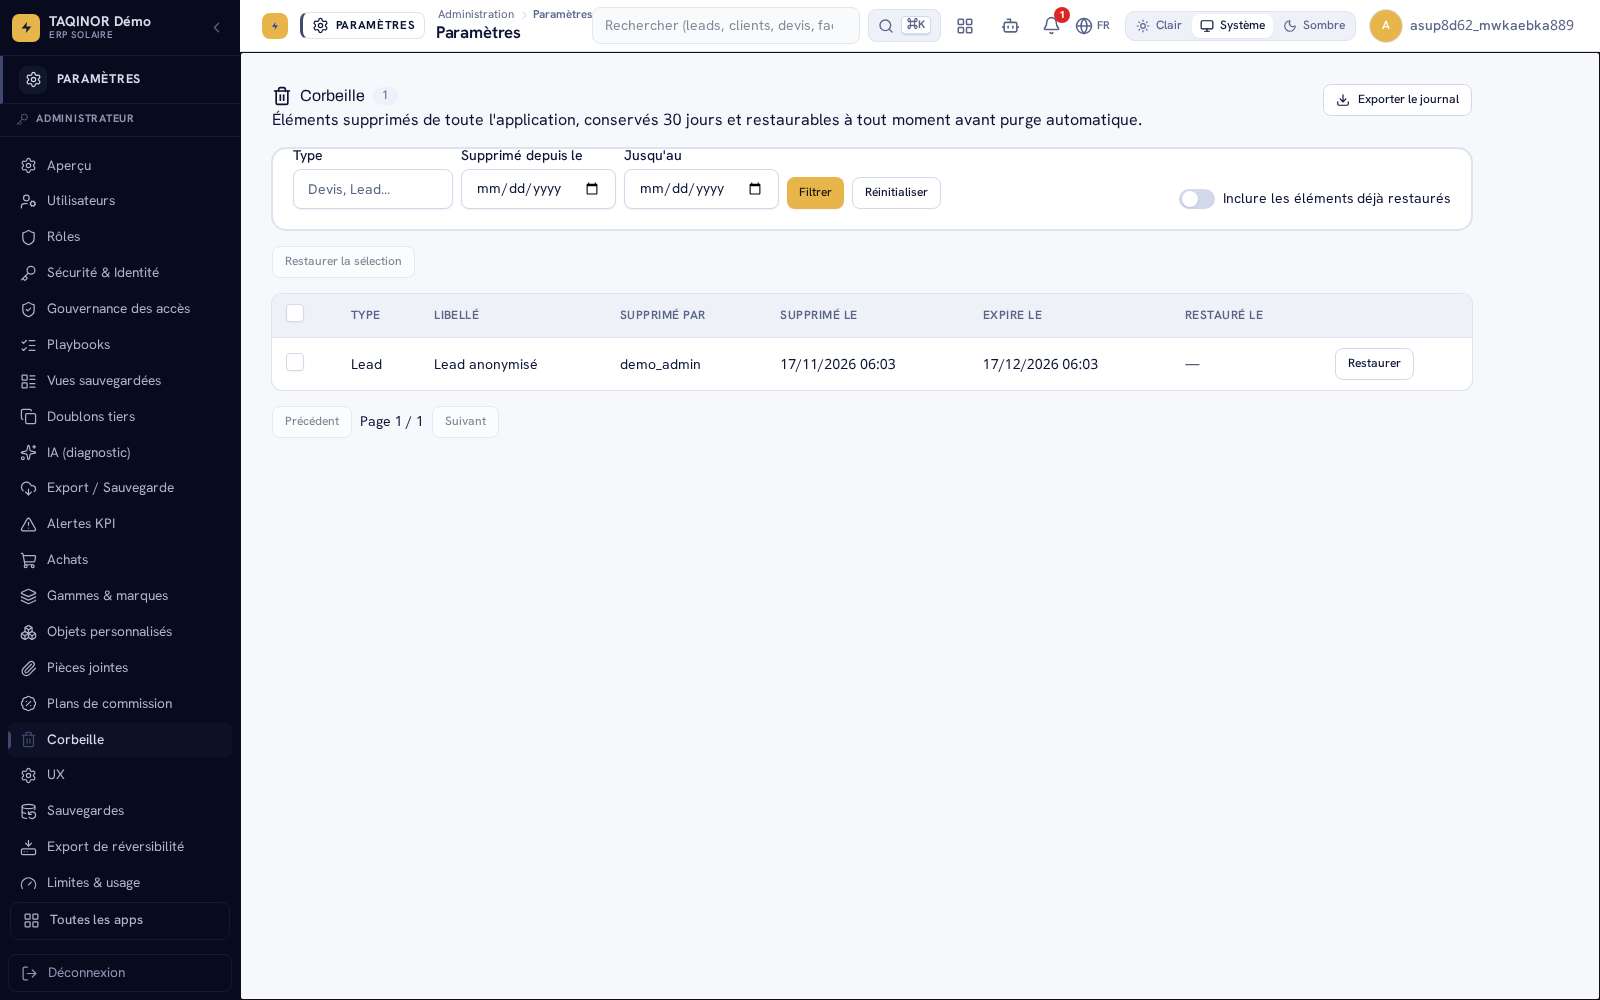 TAQINOR Démo
ERP SOLAIRE
PARAMÈTRES
ADMINISTRATEUR
Aperçu
Utilisateurs
Rôles
Sécurité & Identité
Gouvernance des accès
Playbooks
Vues sauvegardées
Doublons tiers
IA (diagnostic)
Export / Sauvegarde
Alertes KPI
Achats
Gammes & marques
Objets personnalisés
Pièces jointes
Plans de commission
Corbeille
UX
Sauvegardes
Export de réversibilité
Limites & usage
Toutes les apps
Déconnexion
PARAMÈTRES
Administration
Paramètres
Paramètres
Rechercher (leads, clients, devis, fac
⌘K
1
FR
Clair
Système
Sombre
A
asup8d62_mwkaebka889
Corbeille 1
Éléments supprimés de toute l'application, conservés 30 jours et restaurables à tout moment avant purge automatique.
Exporter le journal
Type
Supprimé depuis le
Jusqu'au
Devis, Lead...
mm/dd/yyyy
mm/dd/yyyy
Filtrer
Réinitialiser
Inclure les éléments déjà restaurés
Restaurer la sélection
TYPE LIBELLÉ SUPPRIMÉ PAR SUPPRIMÉ LE EXPIRE LE RESTAURÉ LE
Lead Lead anonymisé demo_admin 17/11/2026 06:03 17/12/2026 06:03 — Restaurer
Précédent Page 1 / 1 Suivant